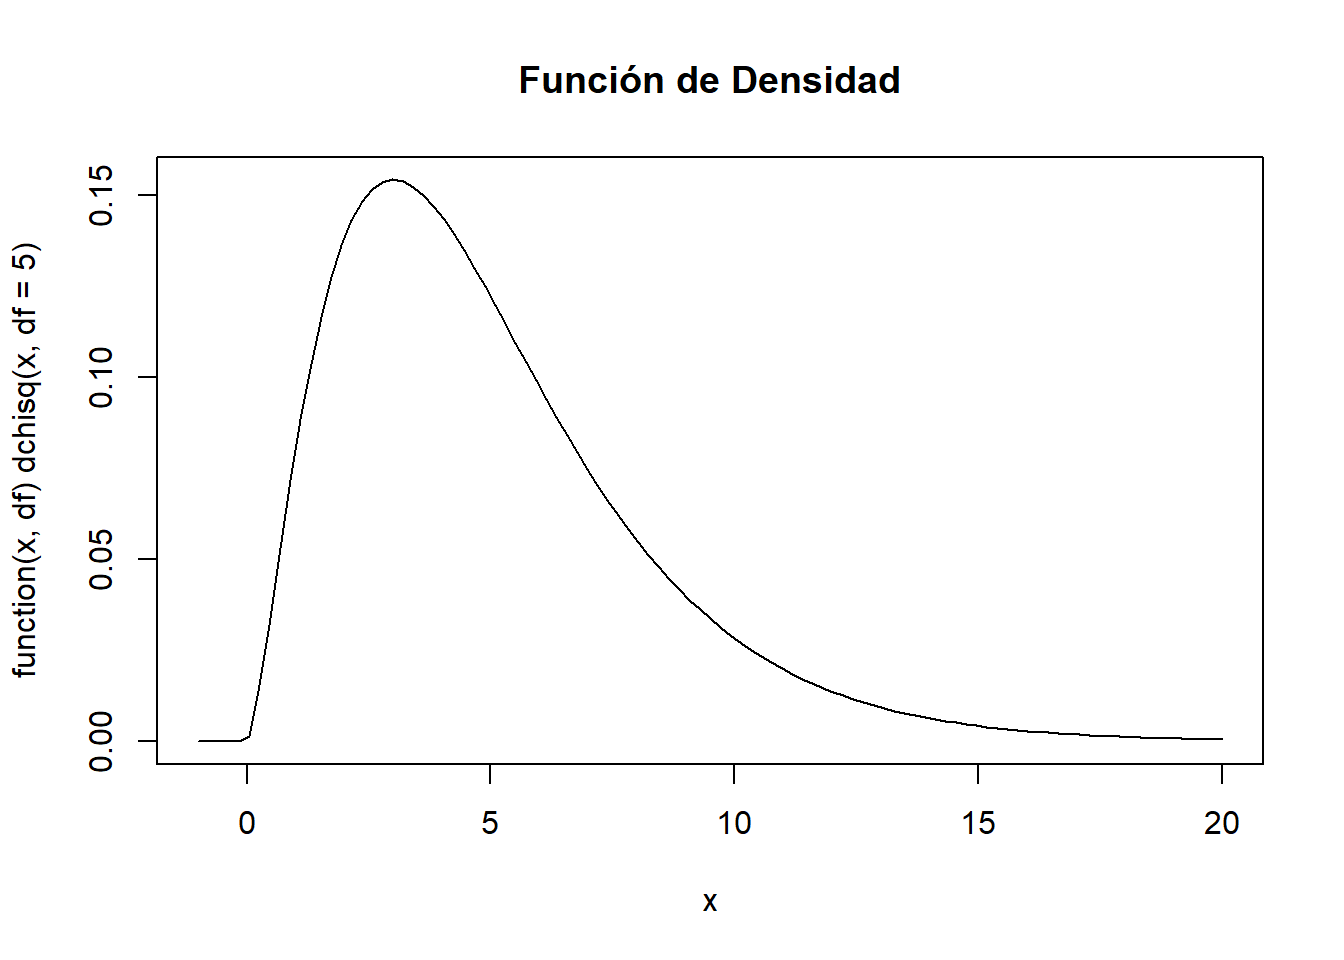 Función de Densidad
function(x, df) dchisq(x, df = 5)
0.15
0.10
0.05
0.00
0 5 10 15 20
x